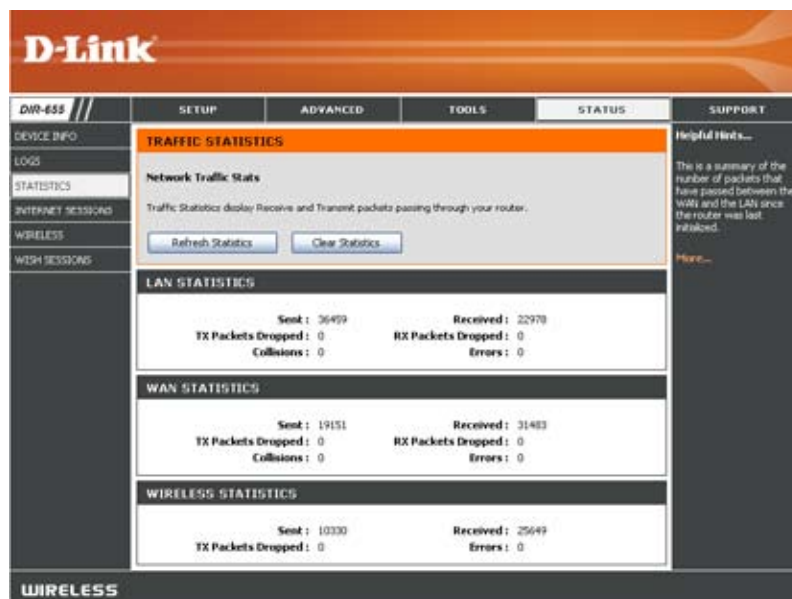 D-Link
DIR-655 // SETUP ADVANCED TOOLS STATUS SUPPORT
DEVICE INFO
LOGS
STATISTICS
INTERNET SESSIONS
WIRELESS
WISH SESSIONS
TRAFFIC STATISTICS
Network Traffic Stats
Traffic Statistics display Receive and Transmit packets passing through your router.
Refresh Statistics Clear Statistics
LAN STATISTICS
Sent : 36459 Received : 22978
TX Packets Dropped : 0 RX Packets Dropped : 0
Collisions : 0 Errors : 0
WAN STATISTICS
Sent : 19151 Received : 31483
TX Packets Dropped : 0 RX Packets Dropped : 0
Collisions : 0 Errors : 0
WIRELESS STATISTICS
Sent : 10330 Received : 25649
TX Packets Dropped : 0 Errors : 0
Helpful Hints...
This is a summary of the
number of packets that
have passed between the
WAN and the LAN since
the router was last
initialized.
More...
WIRELESS